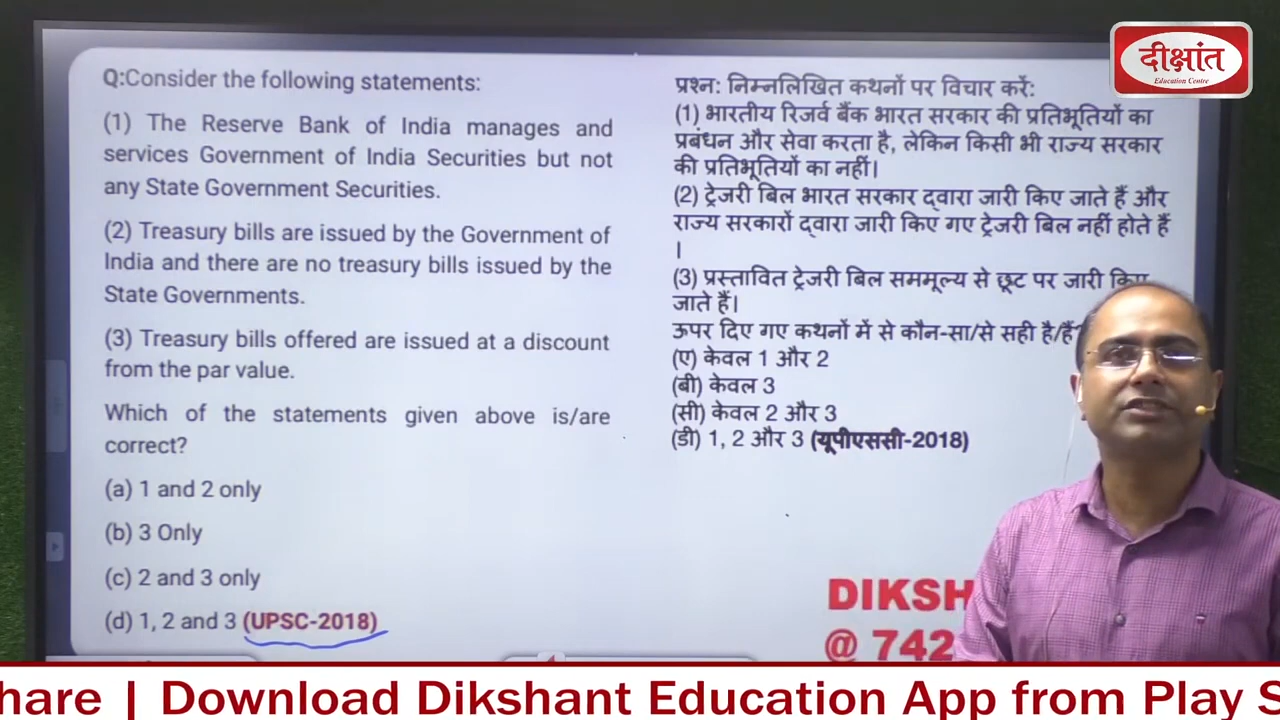 दीक्षांत
Education Centre
Q:Consider the following statements:
(1) The Reserve Bank of India manages and
services Government of India Securities but not
any State Government Securities.
(2) Treasury bills are issued by the Government of
India and there are no treasury bills issued by the
State Governments.
(3) Treasury bills offered are issued at a discount
from the par value.
Which of the statements given above is/are
correct?
(a) 1 and 2 only
(b) 3 Only
(c) 2 and 3 only
(d) 1, 2 and 3 (UPSC-2018)
प्रश्न: निम्नलिखित कथनों पर विचार करें:
(1) भारतीय रिजर्व बैंक भारत सरकार की प्रतिभूतियों का
प्रबंधन और सेवा करता है, लेकिन किसी भी राज्य सरकार
की प्रतिभूतियों का नहीं।
(2) ट्रेजरी बिल भारत सरकार द्वारा जारी किए जाते हैं और
राज्य सरकारों द्वारा जारी किए गए ट्रेजरी बिल नहीं होते हैं
।
(3) प्रस्तावित ट्रेजरी बिल सममूल्य से छूट पर जारी किए
जाते हैं।
ऊपर दिए गए कथनों में से कौन-सा/से सही है/हैं?
(ए) केवल 1 और 2
(बी) केवल 3
(सी) केवल 2 और 3
(डी) 1, 2 और 3 (यूपीएससी-2018)
DIKSH
@ 742
hare | Download Dikshant Education App from Play S